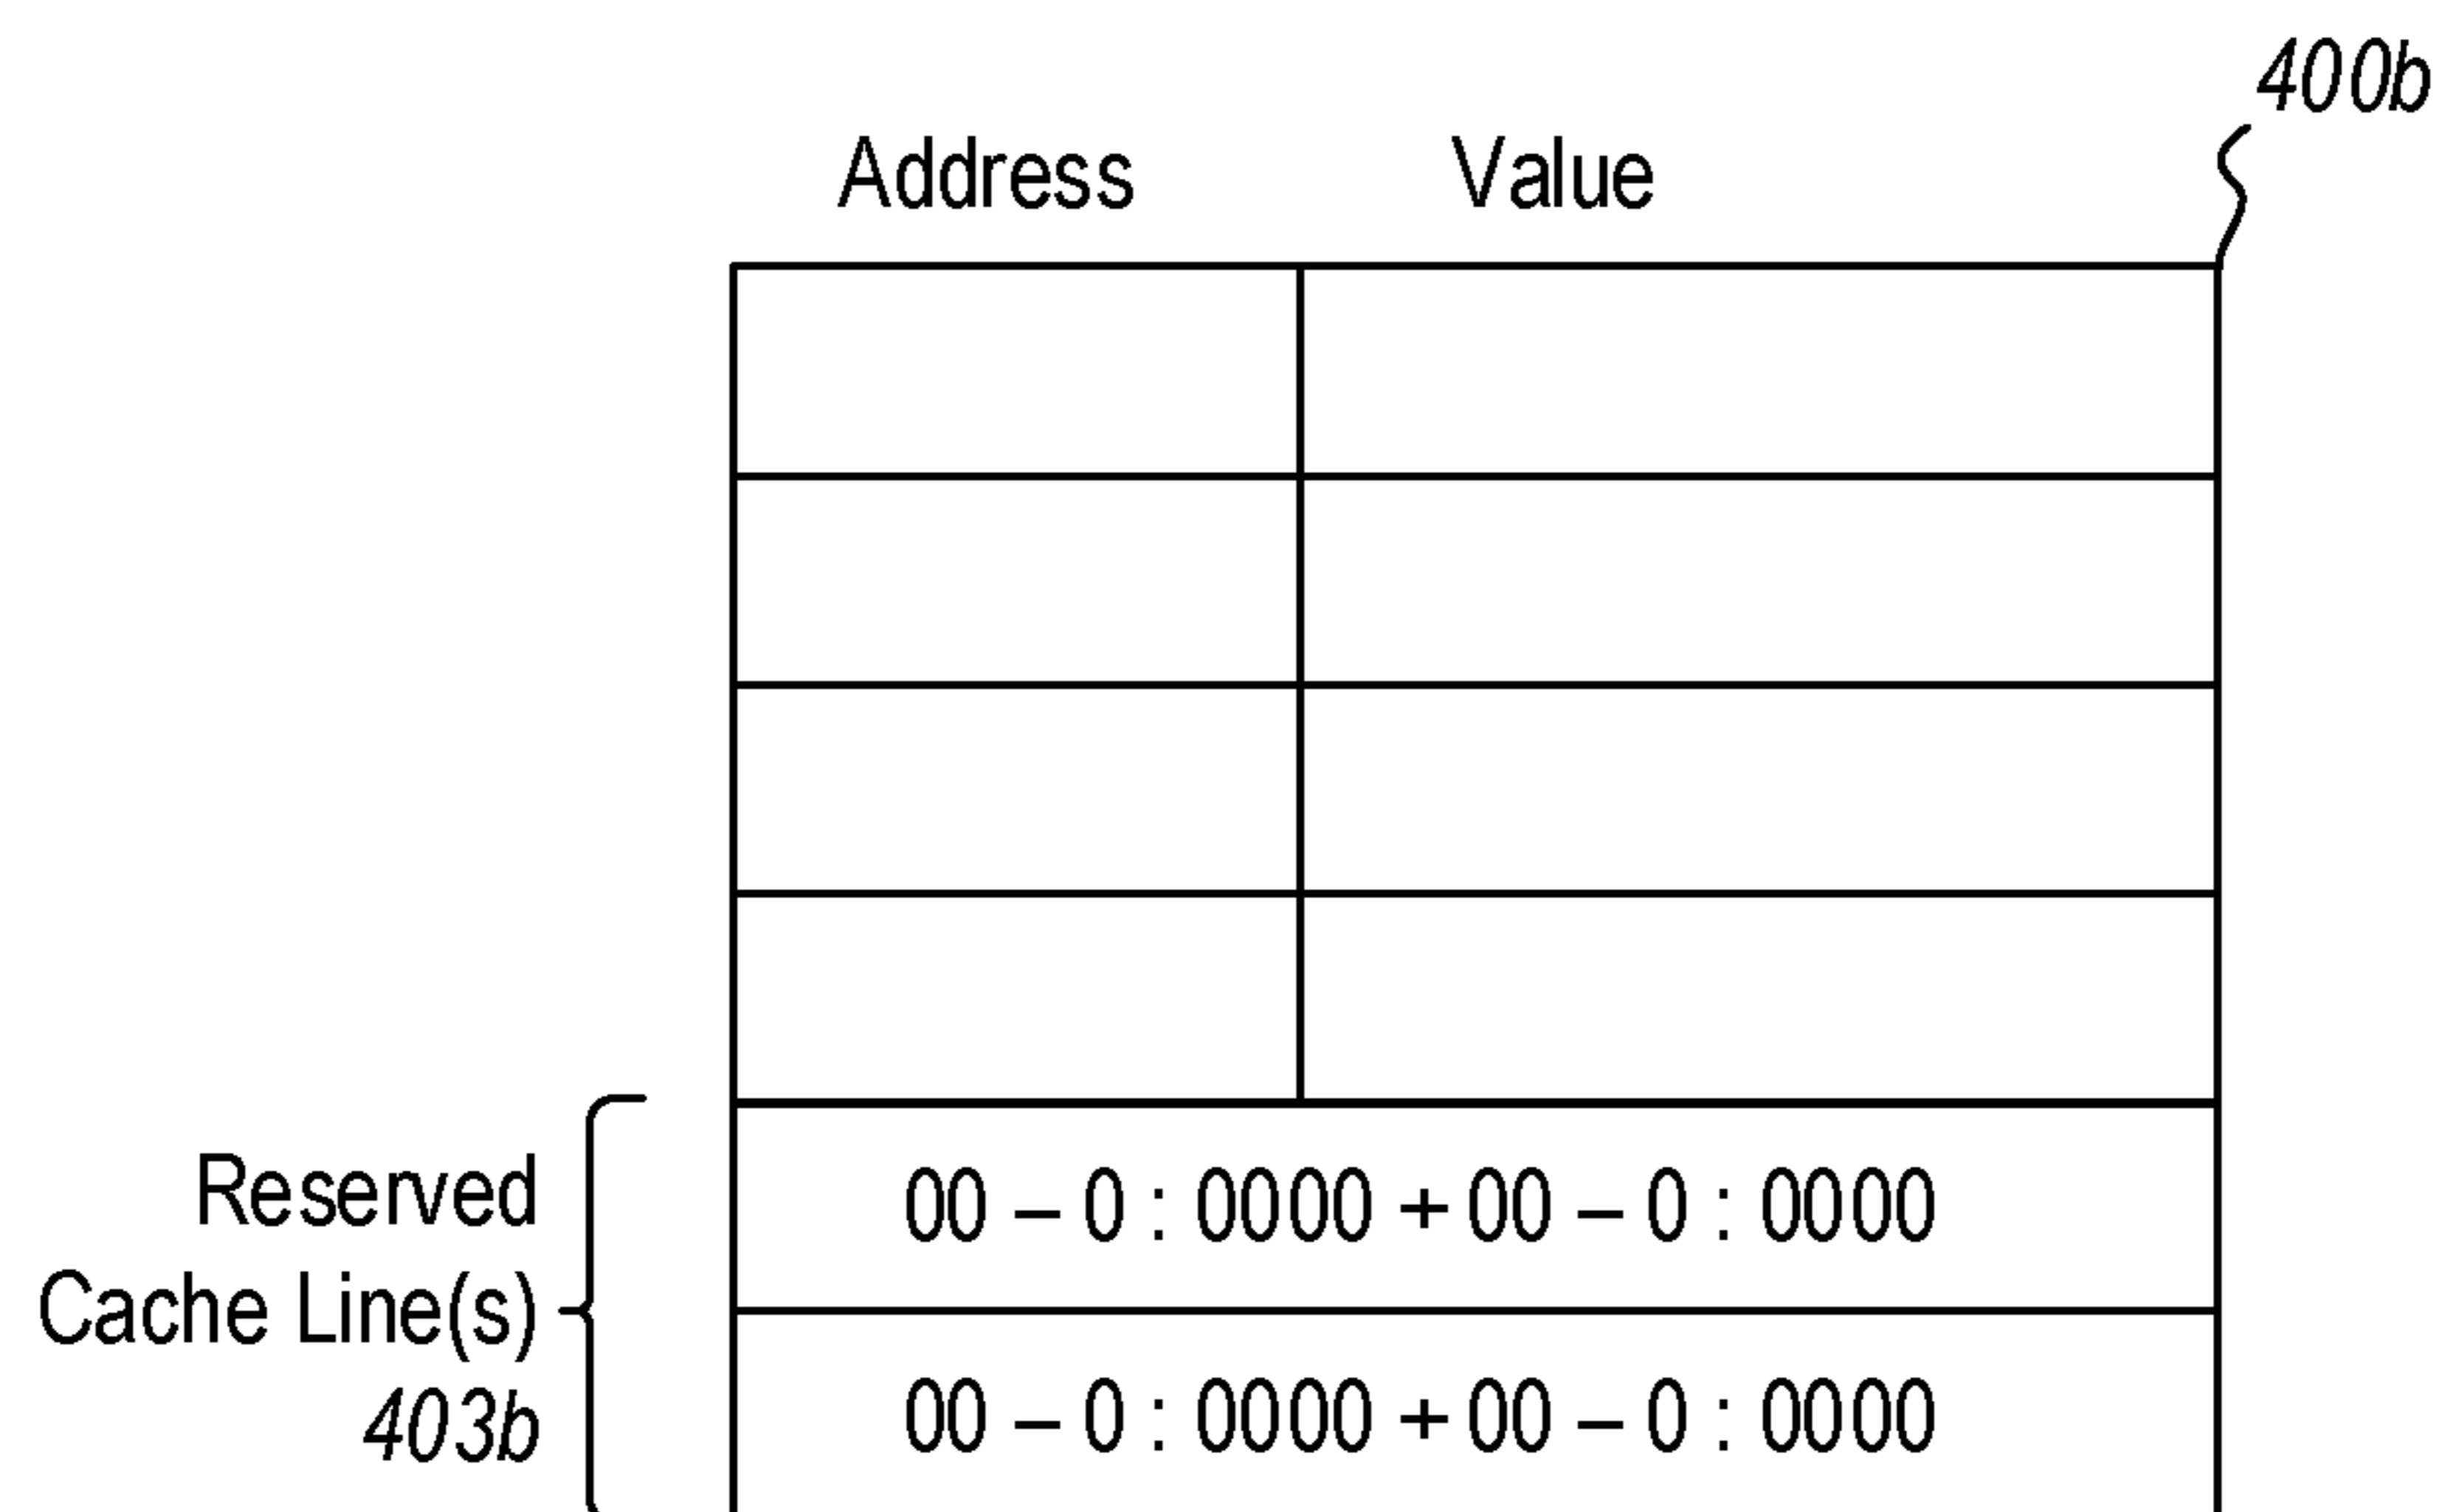 400b
Address Value
Reserved
Cache Line(s)
403b
00 – 0 : 0000 + 00 – 0 : 0000
00 – 0 : 0000 + 00 – 0 : 0000